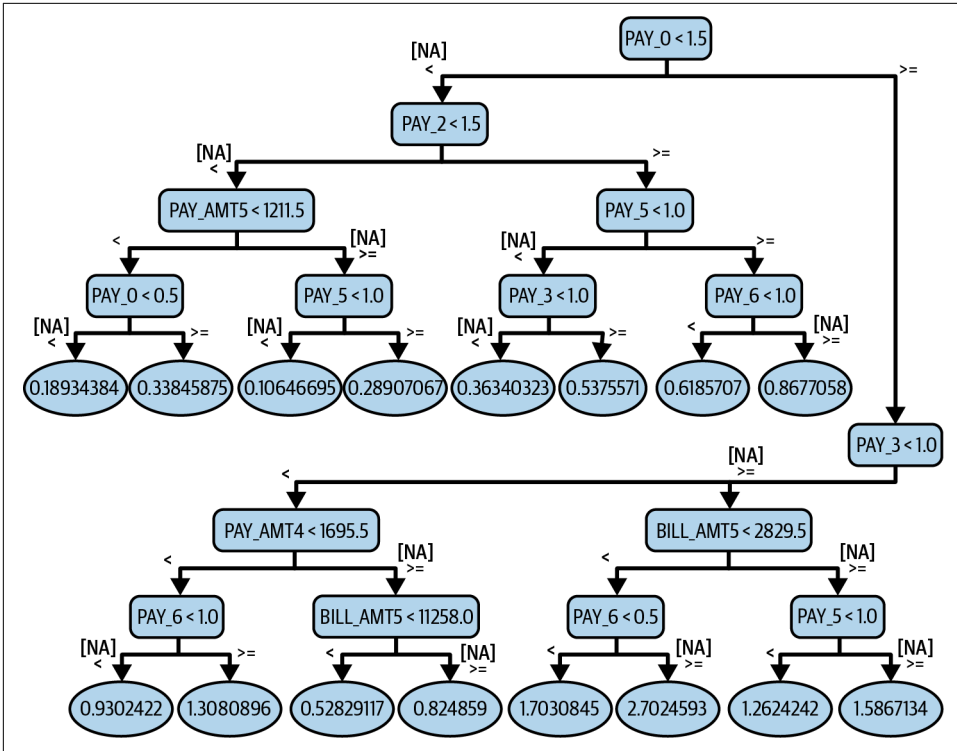 PAY_0 < 1.5
[NA]
<
>=
PAY_2 < 1.5
[NA]
<
>=
PAY_AMT5 < 1211.5
PAY_5 < 1.0
<
[NA]
>=
[NA]
<
>=
PAY_0 < 0.5
PAY_5 < 1.0
PAY_3 < 1.0
PAY_6 < 1.0
[NA]
<
>=
[NA]
<
>=
[NA]
<
>=
<
[NA]
>=
0.18934384
0.33845875
0.10646695
0.28907067
0.36340323
0.5375571
0.6185707
0.8677058
PAY_3 < 1.0
<
[NA]
>=
PAY_AMT4 < 1695.5
BILL_AMT5 < 2829.5
<
[NA]
>=
<
[NA]
>=
PAY_6 < 1.0
BILL_AMT5 < 11258.0
PAY_6 < 0.5
PAY_5 < 1.0
[NA]
<
>=
<
[NA]
>=
<
[NA]
>=
<
[NA]
>=
0.9302422
1.3080896
0.52829117
0.824859
1.7030845
2.7024593
1.2624242
1.5867134